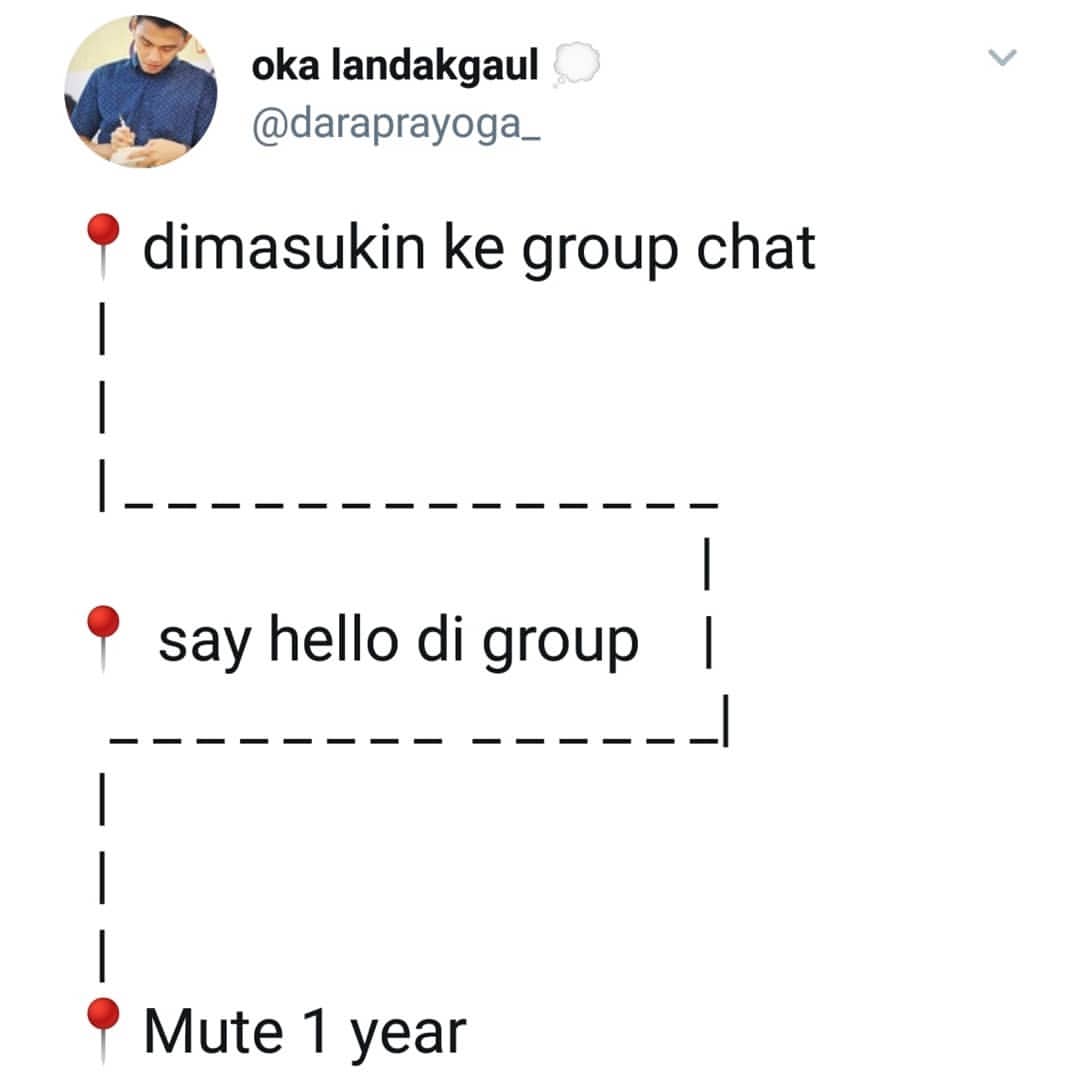 oka landakgaul 💭
@daraprayoga_
📍 dimasukin ke group chat
|
|
|_ _ _ _ _ _ _ _ _ _ _ _ _ _
|
📍 say hello di group |
_ _ _ _ _ _ _ _ _ _ _ _ _ _|
|
|
|
📍 Mute 1 year